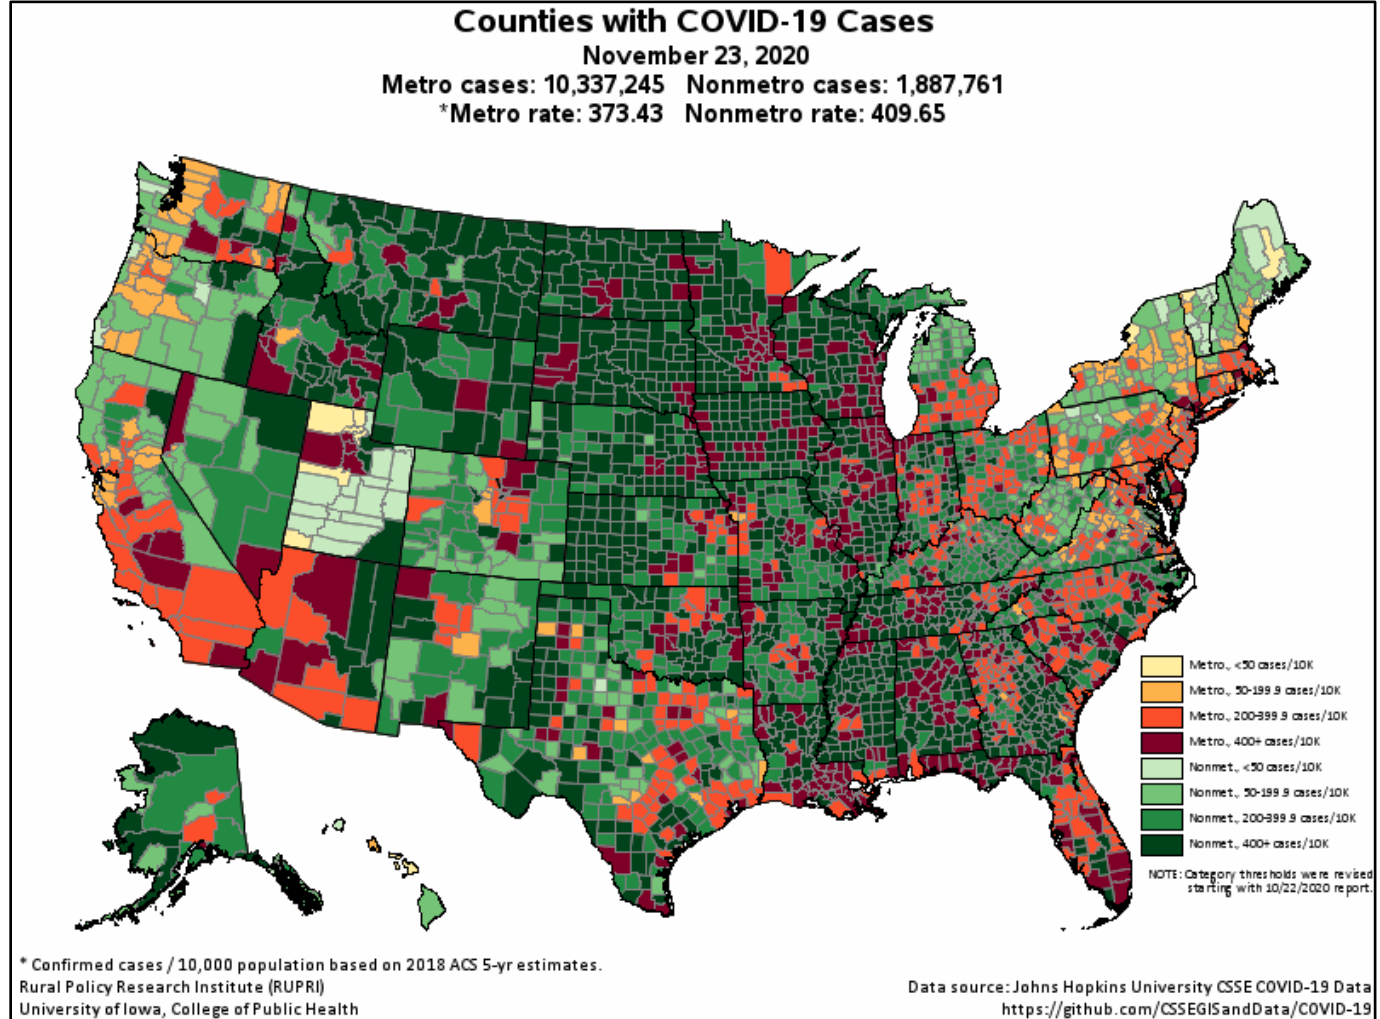 Counties with COVID-19 Cases
November 23, 2020
Metro cases: 10,337,245 Nonmetro cases: 1,887,761
*Metro rate: 373.43 Nonmetro rate: 409.65
Metro., <50 cases/10K
Metro., 50-199.9 cases/10K
Metro., 200-399.9 cases/10K
Metro., 400+ cases/10K
Nonmet., <50 cases/10K
Nonmet., 50-199.9 cases/10K
Nonmet., 200-399.9 cases/10K
Nonmet., 400+ cases/10K
NOTE: Category thresholds were revised
starting with 10/22/2020 report.
* Confirmed cases / 10,000 population based on 2018 ACS 5-yr estimates.
Rural Policy Research Institute (RUPRI)
University of Iowa, College of Public Health
Data source: Johns Hopkins University CSSE COVID-19 Data
https://github.com/CSSEGISandData/COVID-19